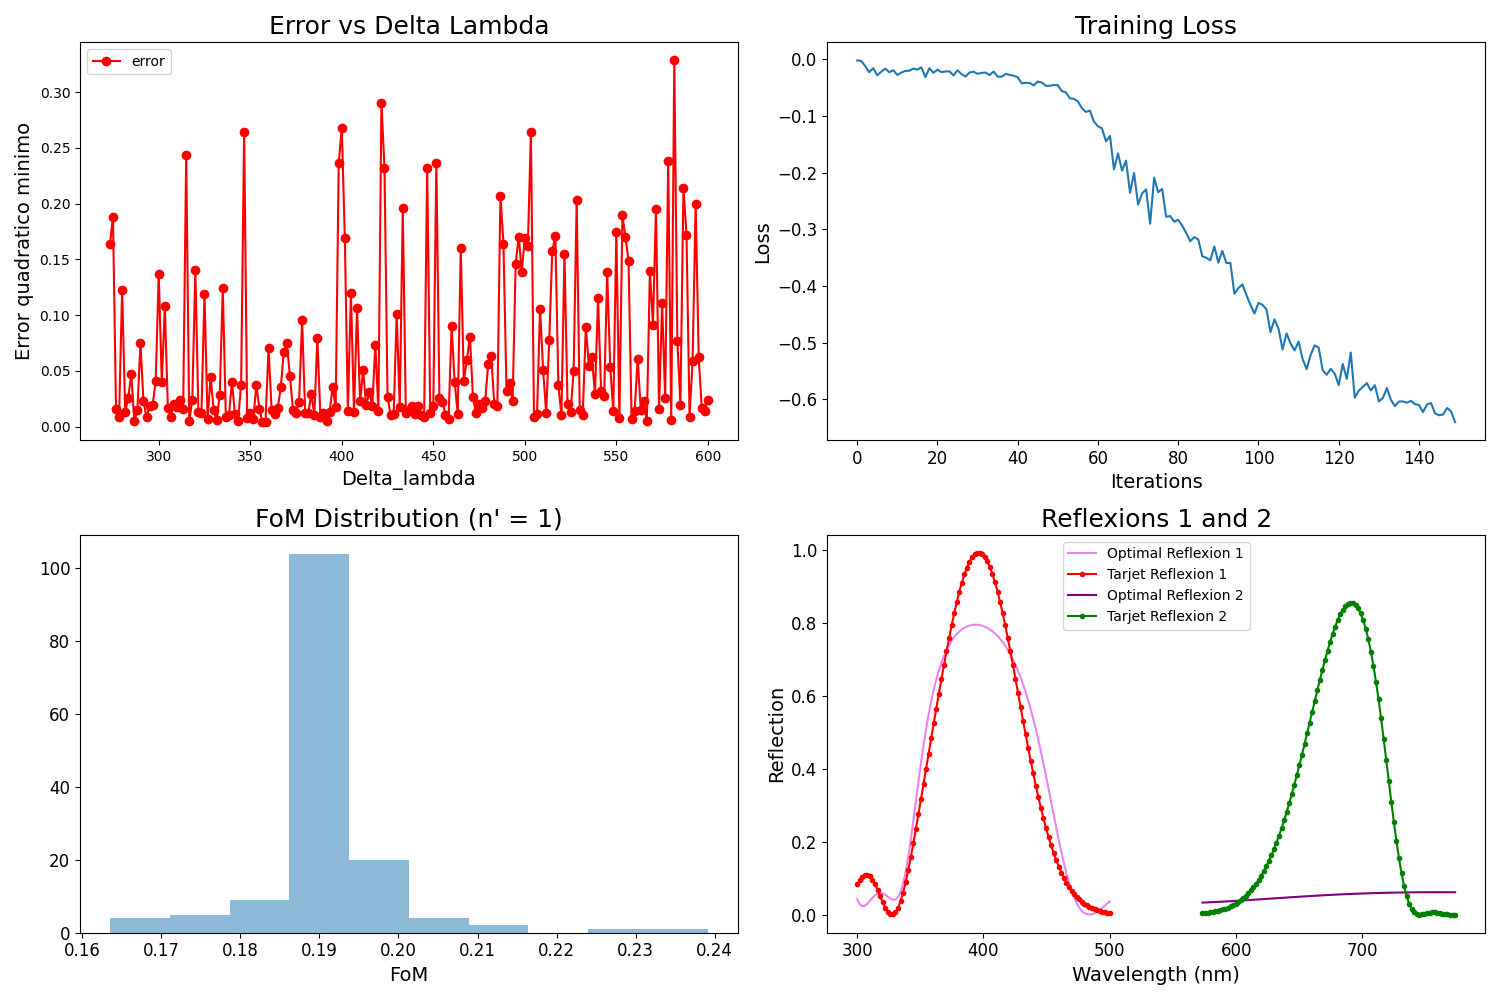 Error vs Delta Lambda
error
Error quadratico minimo
0.30
0.25
0.20
0.15
0.10
0.05
0.00
300 350 400 450 500 550 600
Delta_lambda
Training Loss
Loss
0.0
−0.1
−0.2
−0.3
−0.4
−0.5
−0.6
0 20 40 60 80 100 120 140
Iterations
FoM Distribution (n' = 1)
100
80
60
40
20
0
0.16 0.17 0.18 0.19 0.20 0.21 0.22 0.23 0.24
FoM
Reflexions 1 and 2
Optimal Reflexion 1
Tarjet Reflexion 1
Optimal Reflexion 2
Tarjet Reflexion 2
Reflection
1.0
0.8
0.6
0.4
0.2
0.0
300 400 500 600 700
Wavelength (nm)